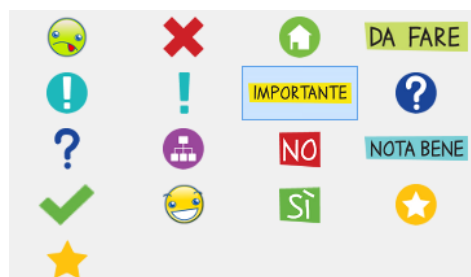 DA FARE
!
!
IMPORTANTE
?
?
NO
NOTA BENE
SÌ